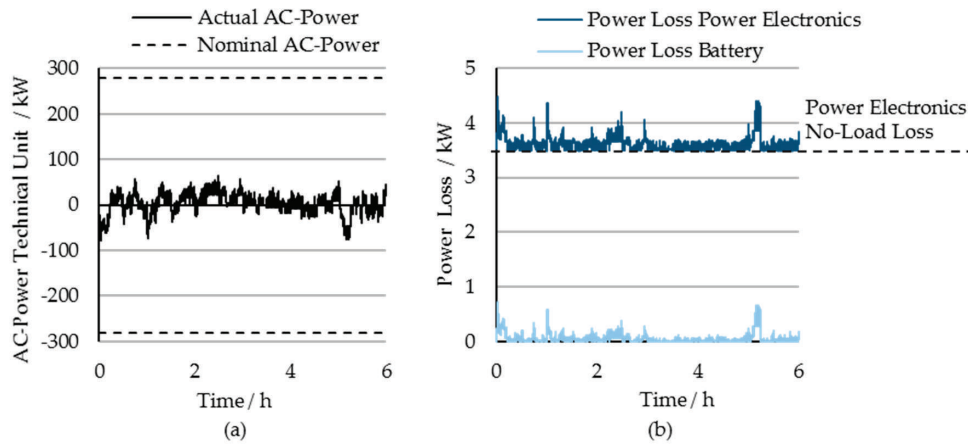 Actual AC-Power
Nominal AC-Power
AC-Power Technical Unit / kW
300
200
100
0
-100
-200
-300
0
2
4
6
Time / h
(a)
Power Loss Power Electronics
Power Loss Battery
Power Loss / kW
5
4
3
2
1
0
0
2
4
6
Time / h
(b)
Power Electronics
No-Load Loss